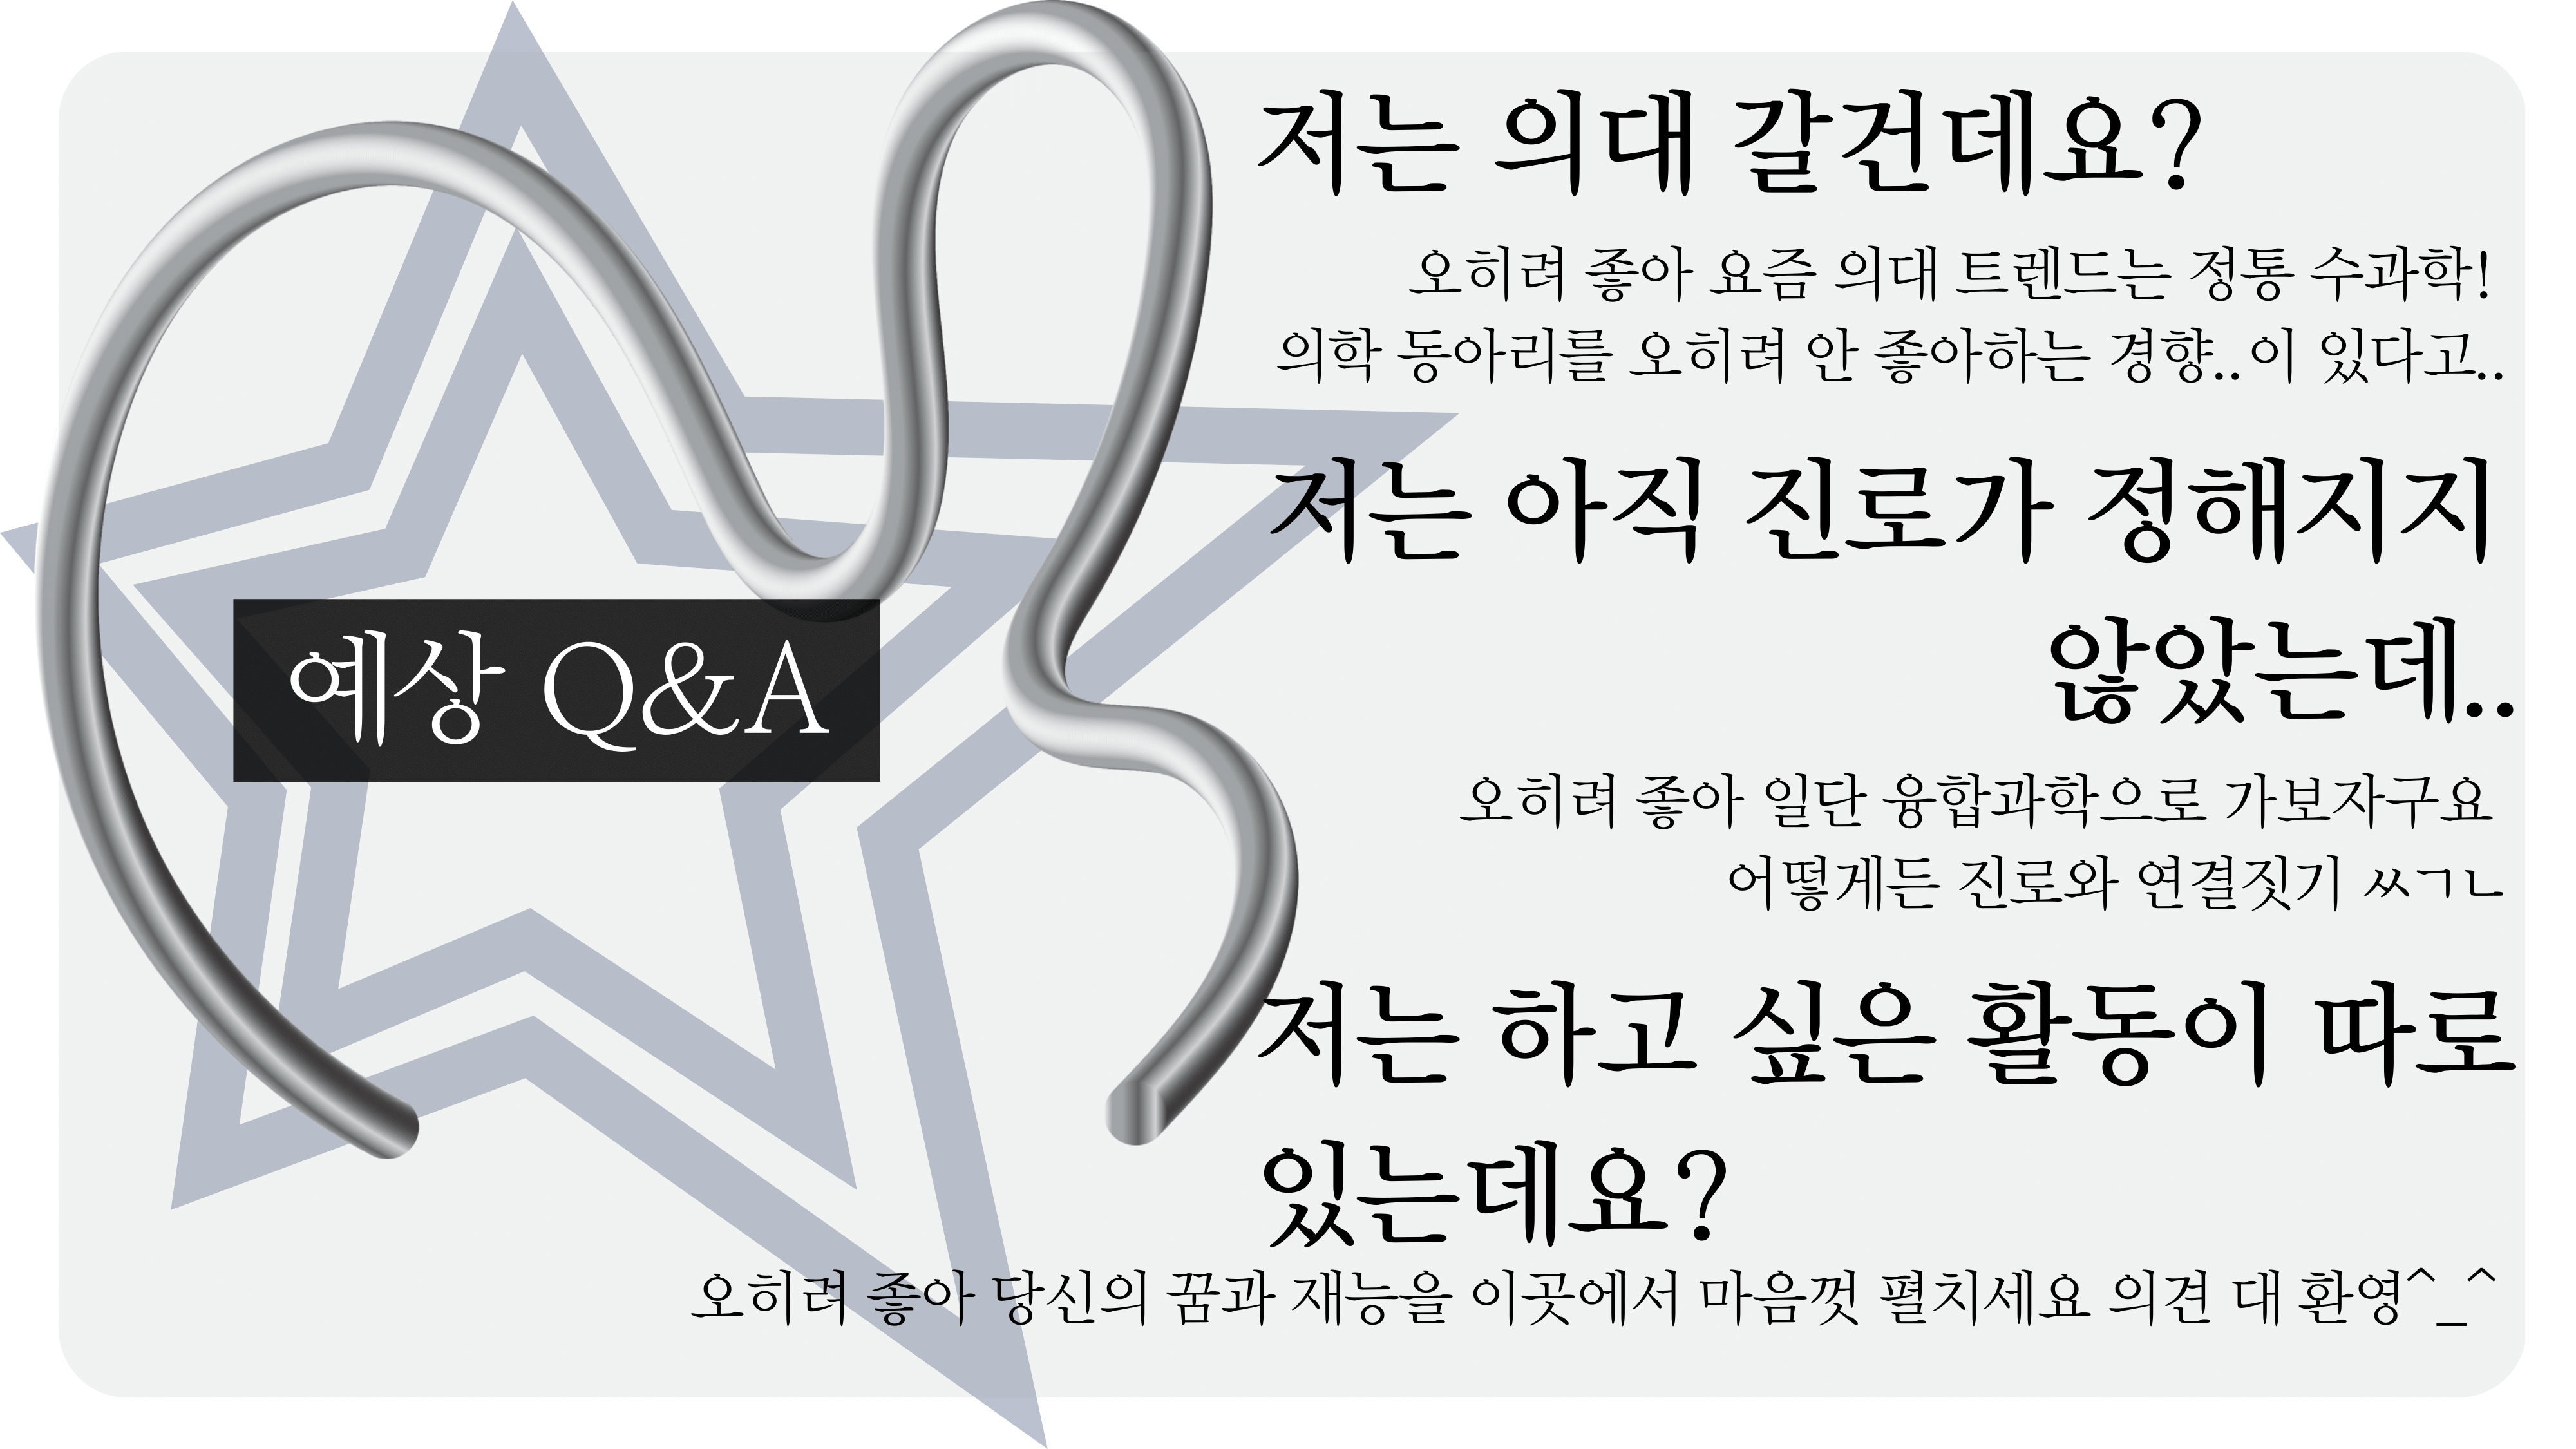 예상 Q&A
저는 의대 갈건데요?
오히려 좋아 요즘 의대 트렌드는 정통 수과학!
의학 동아리를 오히려 안 좋아하는 경향..이 있다고..
저는 아직 진로가 정해지지
않았는데..
오히려 좋아 일단 융합과학으로 가보자구요
어떻게든 진로와 연결짓기 ㅆㄱㄴ
저는 하고 싶은 활동이 따로
있는데요?
오히려 좋아 당신의 꿈과 재능을 이곳에서 마음껏 펼치세요 의견 대 환영^_^